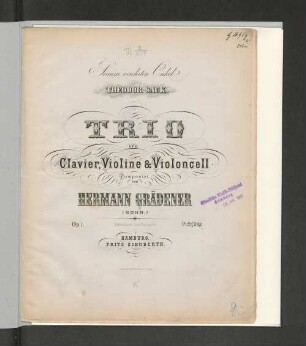 Seinem verehrten Onkel
THEODOR
TRIO
FÜR
Clavier, Violine & Violoncell
componirt
von
HERMANN GRÄDENER
(SOHN.)
Op. 1.
HAMBURG,
FRITZ SCHUBERTH.